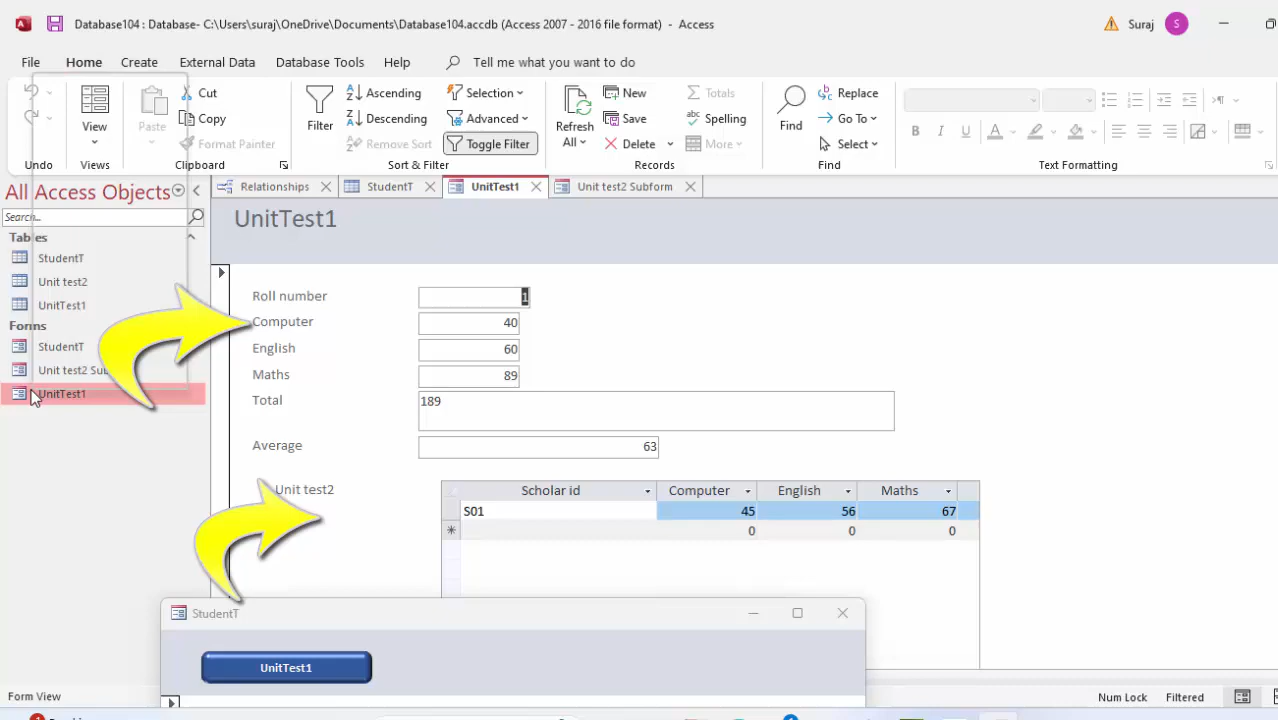 Database104 : Database- C:\Users\suraj\OneDrive\Documents\Database104.accdb (Access 2007 - 2016 file format) - Access
Suraj
S
File Home Create External Data Database Tools Help Tell me what you want to do
View
Views
Undo
Paste
Cut
Copy
Format Painter
Clipboard
Filter
Ascending
Descending
Remove Sort
Selection
Advanced
Toggle Filter
Sort & Filter
Refresh
All
New
Save
Delete
Totals
Spelling
More
Records
Find
Replace
Go To
Select
Find
B I U A
Text Formatting
All Access Objects
Search...
Tables
StudentT
Unit test2
UnitTest1
Forms
StudentT
Unit test2 Su
UnitTest1
Relationships StudentT UnitTest1 Unit test2 Subform
UnitTest1
Roll number 1
Computer 40
English 60
Maths 89
Total 189
Average 63
Unit test2
Scholar id Computer English Maths
S01 45 56 67
0 0 0
StudentT
UnitTest1
Form View
Num Lock Filtered